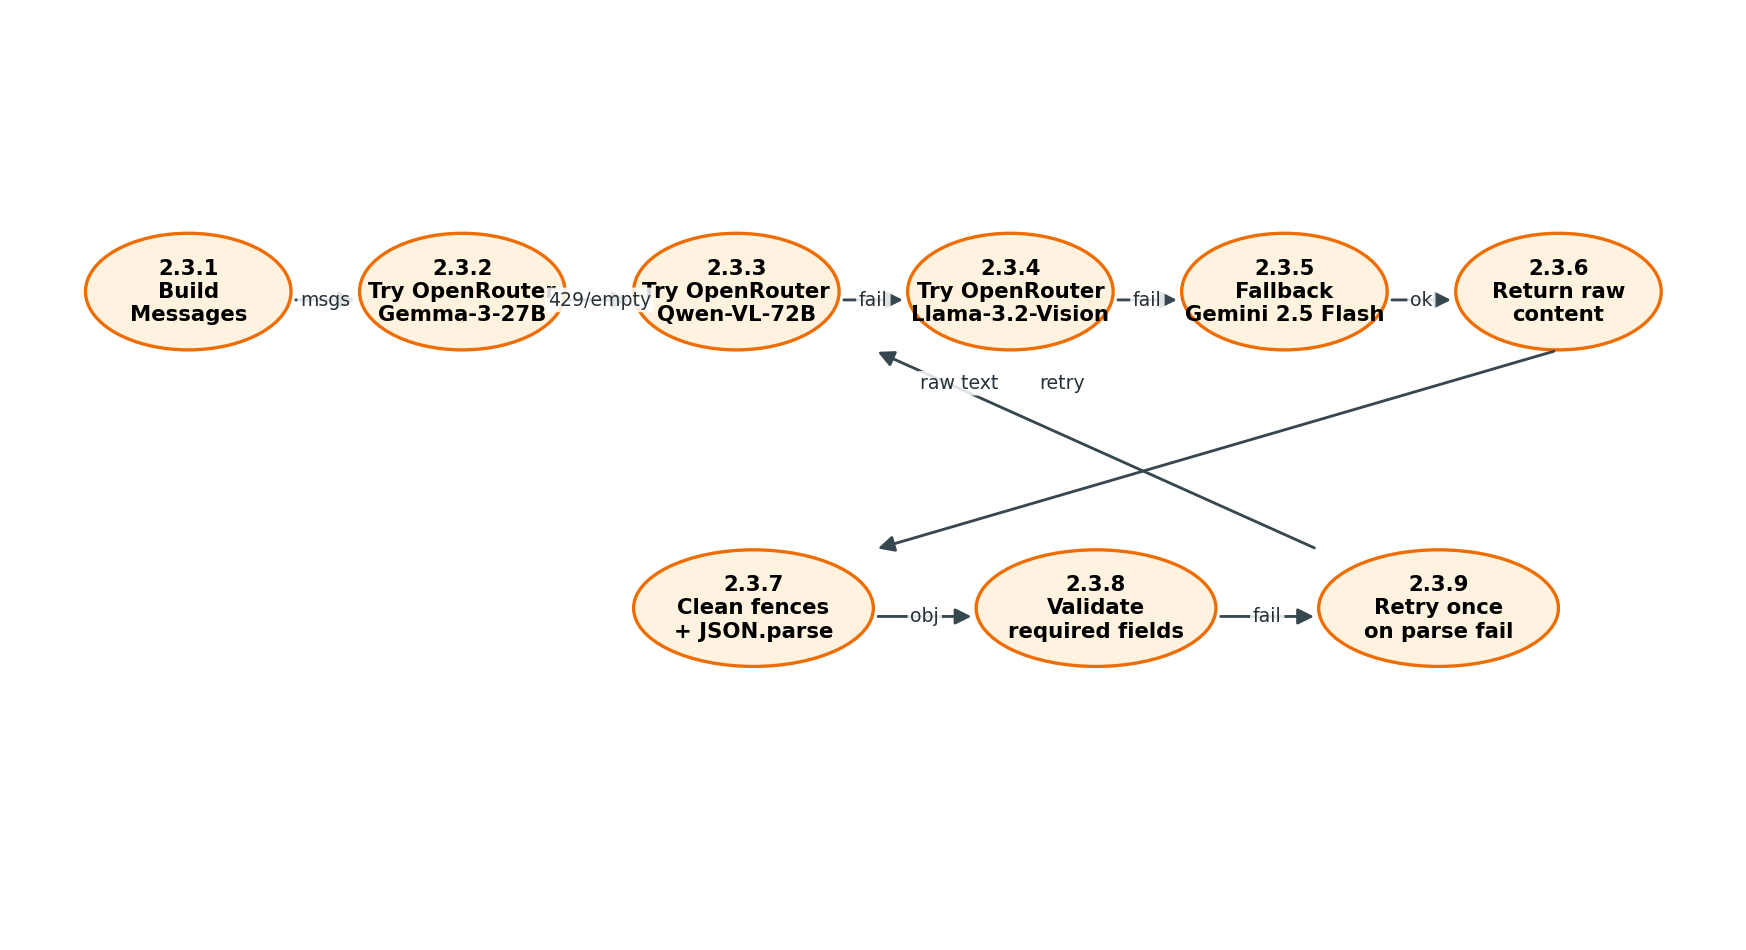 2.3.1
Build
Messages
msgs
2.3.2
Try OpenRouter
Gemma-3-27B
429/empty
2.3.3
Try OpenRouter
Qwen-VL-72B
fail
2.3.4
Try OpenRouter
Llama-3.2-Vision
fail
2.3.5
Fallback
Gemini 2.5 Flash
ok
2.3.6
Return raw
content
raw text
retry
2.3.7
Clean fences
+ JSON.parse
obj
2.3.8
Validate
required fields
fail
2.3.9
Retry once
on parse fail